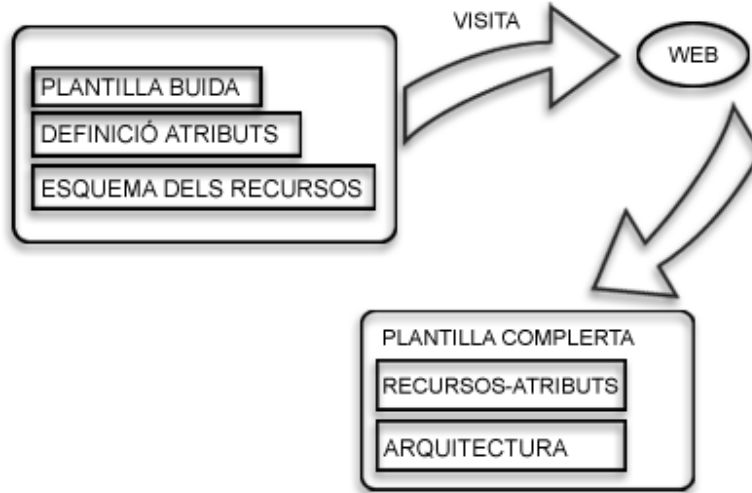 VISITA
WEB
PLANTILLA BUIDA
DEFINICIÓ ATRIBUTS
ESQUEMA DELS RECURSOS
PLANTILLA COMPLERTA
RECURSOS-ATRIBUTS
ARQUITECTURA